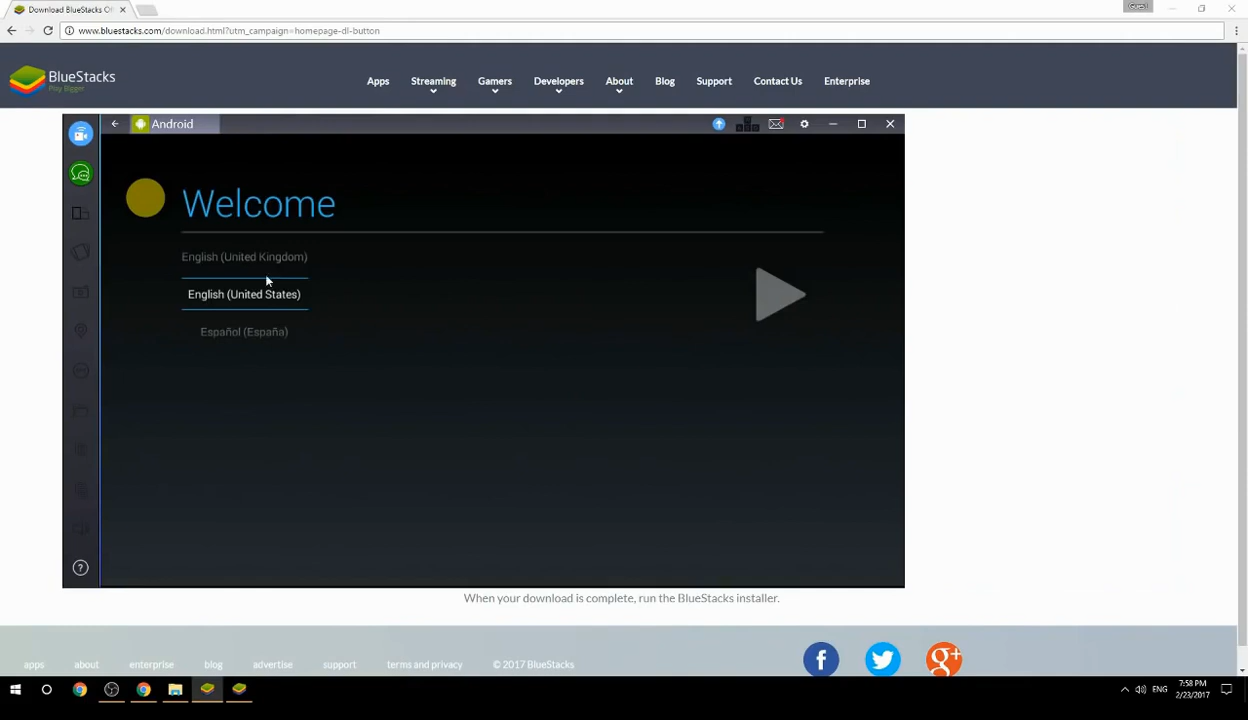 Download BlueStacks Of
Guest
www.bluestacks.com/download.html?utm_campaign=homepage-dl-button
BlueStacks
Play Bigger
Apps
Streaming
Gamers
Developers
About
Blog
Support
Contact Us
Enterprise
Android
Welcome
English (United Kingdom)
English (United States)
Español (España)
?
When your download is complete, run the BlueStacks installer.
apps
about
enterprise
blog
advertise
support
terms and privacy
© 2017 BlueStacks
ENG
7:58 PM
2/23/2017